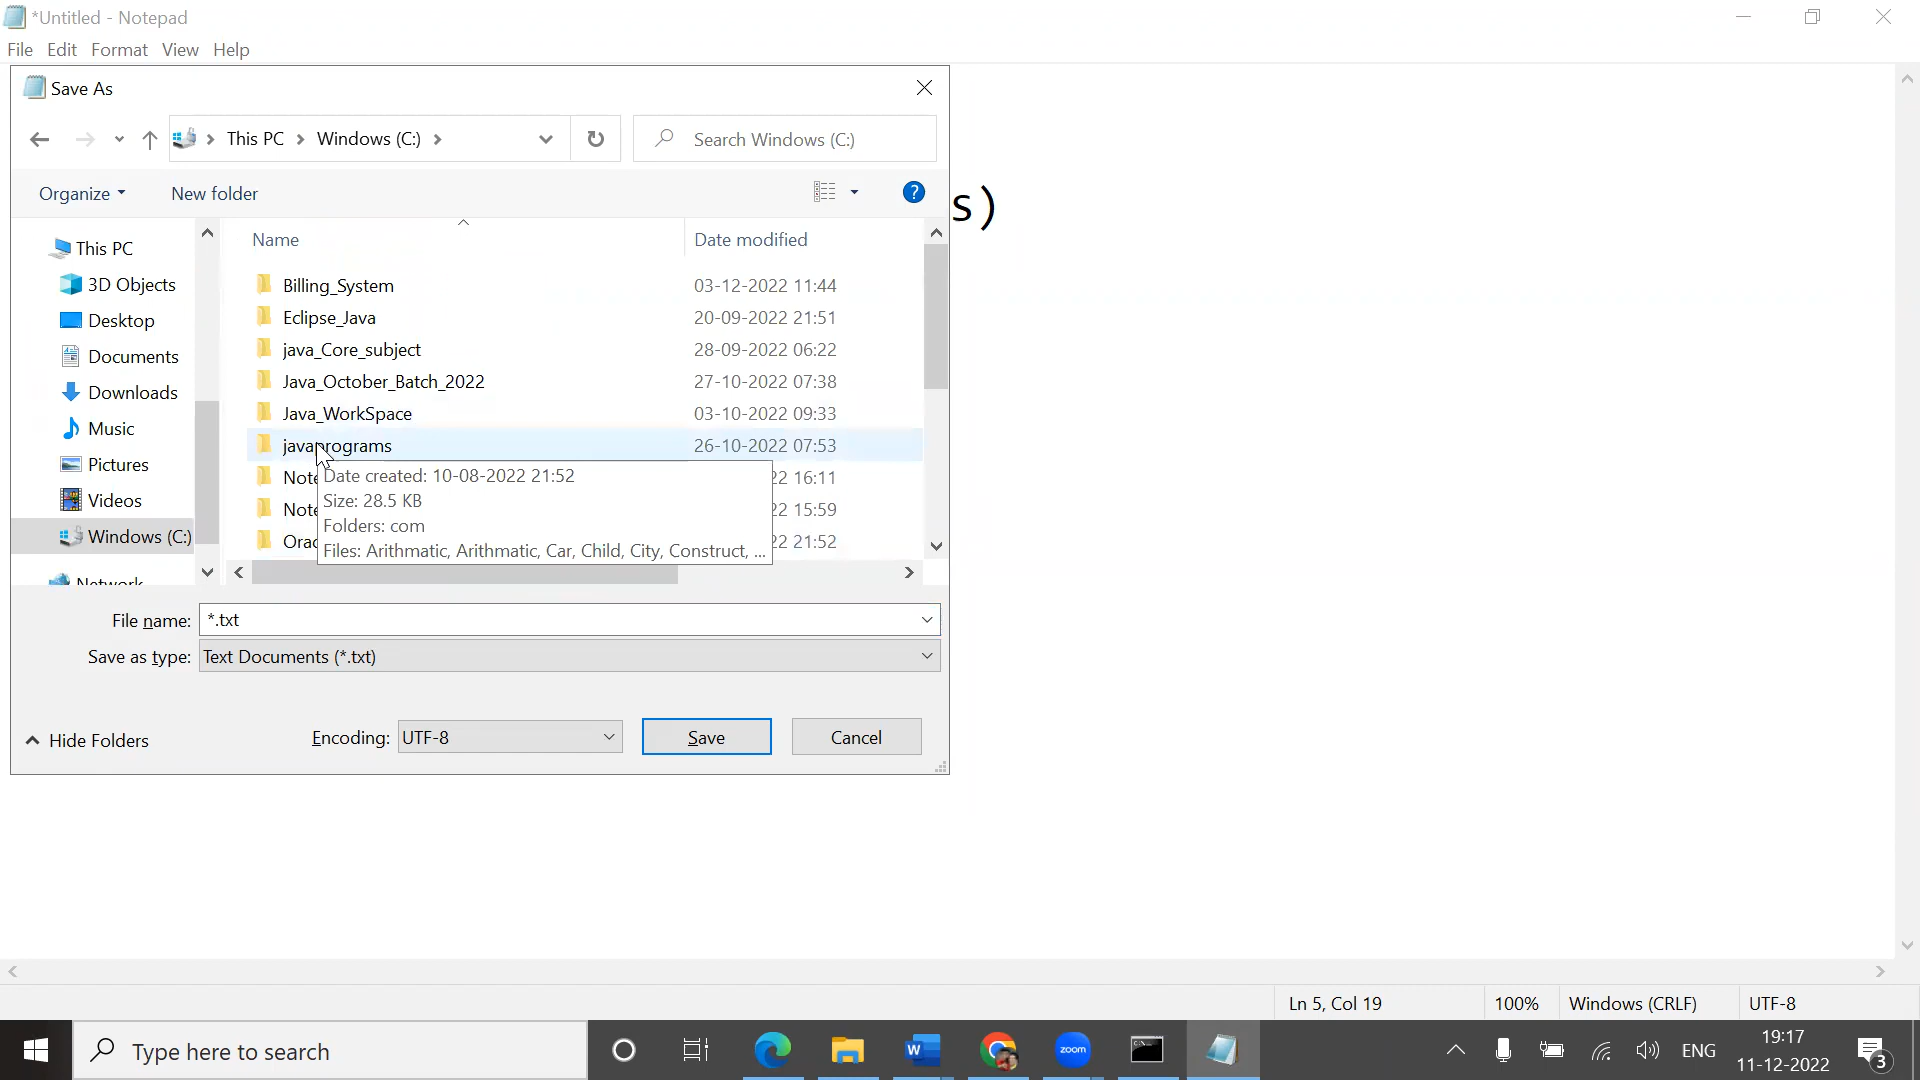 *Untitled - Notepad
File Edit Format View Help
Save As
This PC Windows (C:)
Search Windows (C:)
Organize New folder
s)
Name Date modified
This PC
3D Objects
Desktop
Documents
Downloads
Music
Pictures
Videos
Windows (C:)
Network
Billing_System 03-12-2022 11:44
Eclipse_Java 20-09-2022 21:51
java_Core_subject 28-09-2022 06:22
Java_October_Batch_2022 27-10-2022 07:38
Java_WorkSpace 03-10-2022 09:33
javaprograms 26-10-2022 07:53
Note 22 16:11
Note 22 15:59
Orac 22 21:52
Date created: 10-08-2022 21:52
Size: 28.5 KB
Folders: com
Files: Arithmatic, Arithmatic, Car, Child, City, Construct, ...
File name: *.txt
Save as type: Text Documents (*.txt)
Hide Folders
Encoding: UTF-8
Save
Cancel
Ln 5, Col 19 100% Windows (CRLF) UTF-8
Type here to search
zoom
ENG
19:17
11-12-2022
3